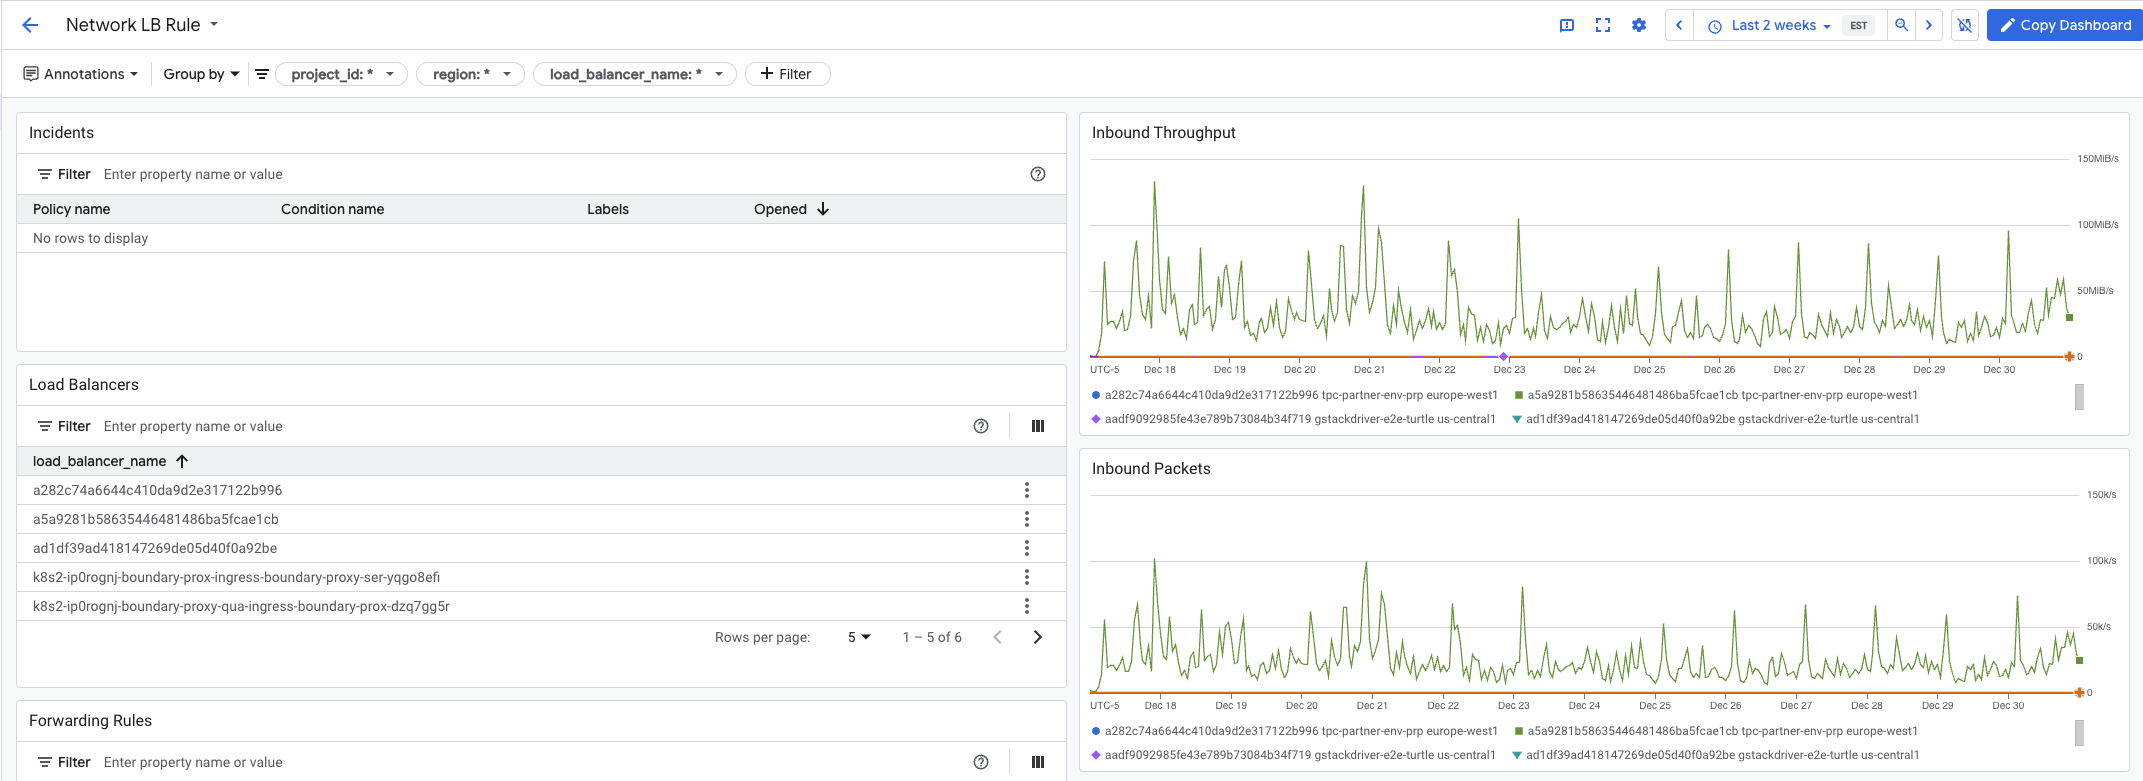 Network LB Rule
Last 2 weeks EST
Copy Dashboard
Annotations Group by project_id: * region: * load_balancer_name: * + Filter
Incidents
Filter Enter property name or value
Policy name Condition name Labels Opened
No rows to display
Load Balancers
Filter Enter property name or value
load_balancer_name
a282c74a6644c410da9d2e317122b996
a5a9281b58635446481486ba5fcae1cb
ad1df39ad418147269de05d40f0a92be
k8s2-ip0rognj-boundary-prox-ingress-boundary-proxy-ser-yqgo8efi
k8s2-ip0rognj-boundary-proxy-qua-ingress-boundary-prox-dzq7gg5r
Rows per page: 5 1 – 5 of 6
Forwarding Rules
Filter Enter property name or value
Inbound Throughput
150MiB/s
100MiB/s
50MiB/s
0
UTC-5 Dec 18 Dec 19 Dec 20 Dec 21 Dec 22 Dec 23 Dec 24 Dec 25 Dec 26 Dec 27 Dec 28 Dec 29 Dec 30
a282c74a6644c410da9d2e317122b996 tpc-partner-env-prp europe-west1 a5a9281b58635446481486ba5fcae1cb tpc-partner-env-prp europe-west1
aadf9092985fe43e789b73084b34f719 gstackdriver-e2e-turtle us-central1 ad1df39ad418147269de05d40f0a92be gstackdriver-e2e-turtle us-central1
Inbound Packets
150k/s
100k/s
50k/s
0
UTC-5 Dec 18 Dec 19 Dec 20 Dec 21 Dec 22 Dec 23 Dec 24 Dec 25 Dec 26 Dec 27 Dec 28 Dec 29 Dec 30
a282c74a6644c410da9d2e317122b996 tpc-partner-env-prp europe-west1 a5a9281b58635446481486ba5fcae1cb tpc-partner-env-prp europe-west1
aadf9092985fe43e789b73084b34f719 gstackdriver-e2e-turtle us-central1 ad1df39ad418147269de05d40f0a92be gstackdriver-e2e-turtle us-central1